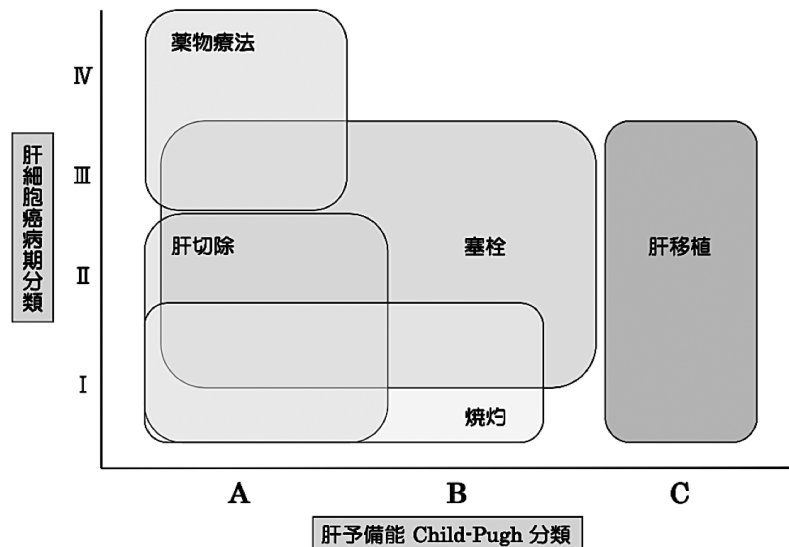 薬物療法
Ⅳ
肝細胞癌病期分類
Ⅲ
肝切除
塞栓
肝移植
Ⅱ
Ⅰ
焼灼
A
B
C
肝予備能 Child-Pugh 分類